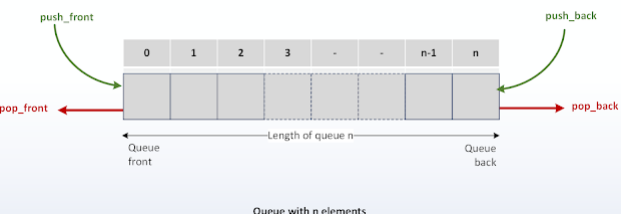 push_front
push_back
0 1 2 3 - - n-1 n
pop_front
pop_back
Length of queue n
Queue
front
Queue
back
Queue with n elements